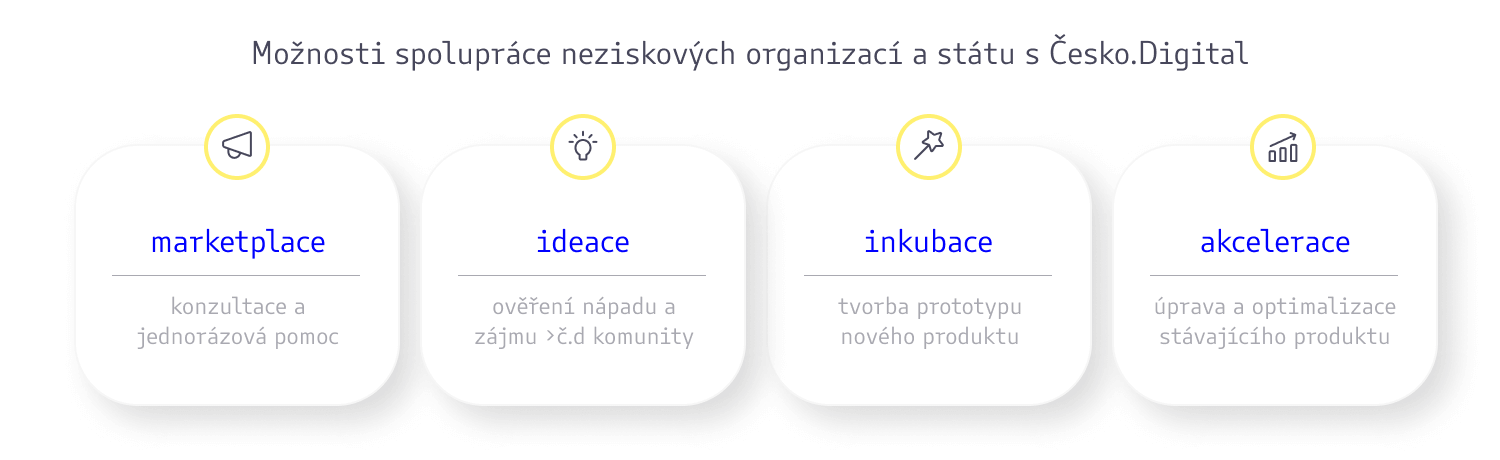 Možnosti spolupráce neziskových organizací a státu s Česko.Digital
marketplace
konzultace a
jednorázová pomoc
ideace
ověření nápadu a
zájmu >č.d komunity
inkubace
tvorba prototypu
nového produktu
akcelerace
úprava a optimalizace
stávajícího produktu